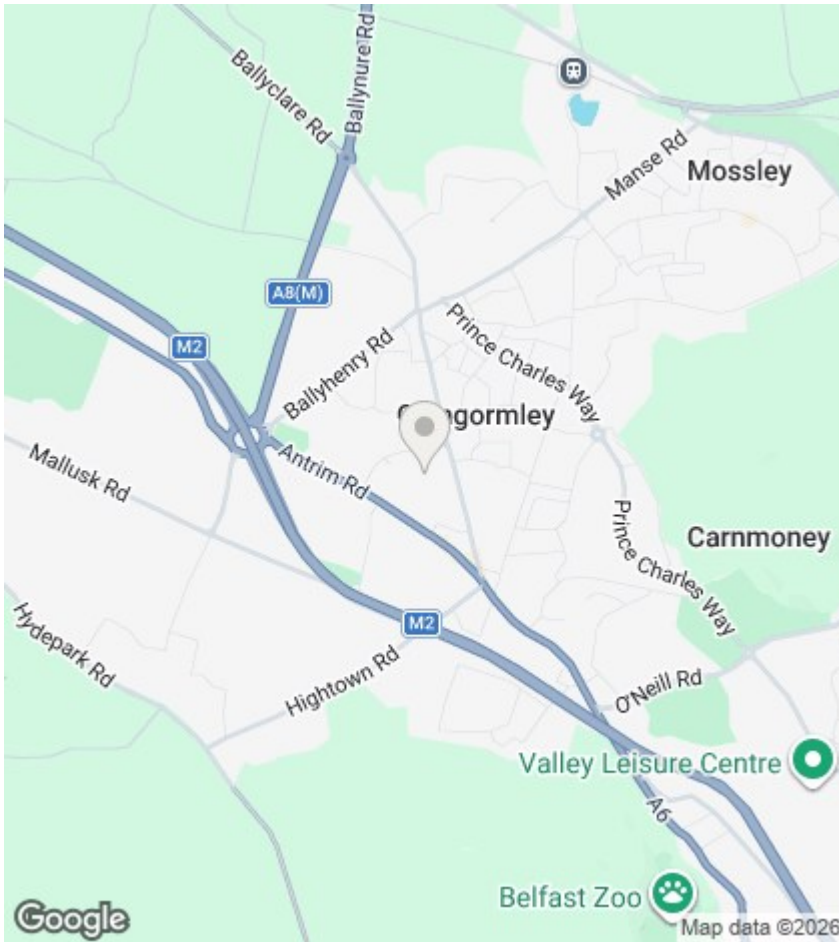 Ballyclare Rd
Ballynure Rd
Manse Rd
Mossley
A8(M)
M2
Prince Charles Way
Ballyhenry Rd
gormley
Antrim Rd
Mallusk Rd
Prince Charles Way
Carnmoney
Hydepark Rd
M2
Hightown Rd
O'Neill Rd
Valley Leisure Centre
A6
Belfast Zoo
Google
Map data ©2026